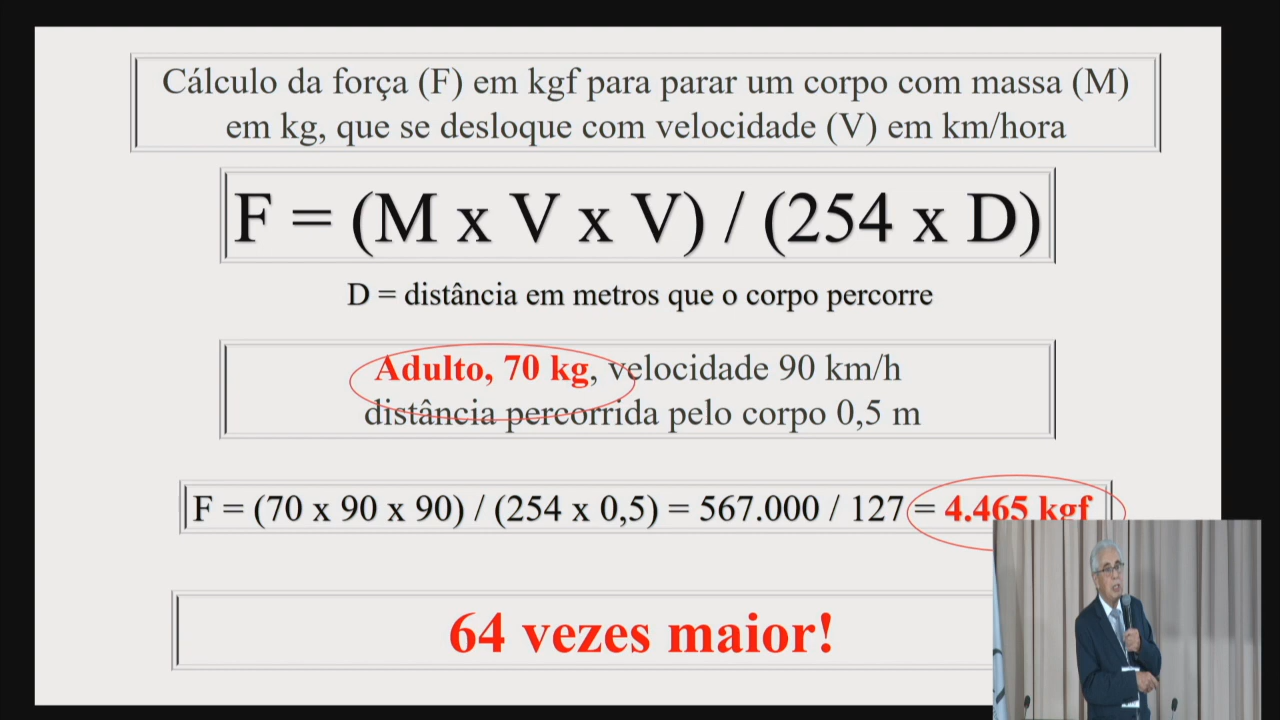 Cálculo da força (F) em kgf para parar um corpo com massa (M)
em kg, que se desloque com velocidade (V) em km/hora
F = (M x V x V) / (254 x D)
D = distância em metros que o corpo percorre
Adulto, 70 kg, velocidade 90 km/h
distância percorrida pelo corpo 0,5 m
F = (70 x 90 x 90) / (254 x 0,5) = 567.000 / 127 = 4.465 kgf
64 vezes maior!